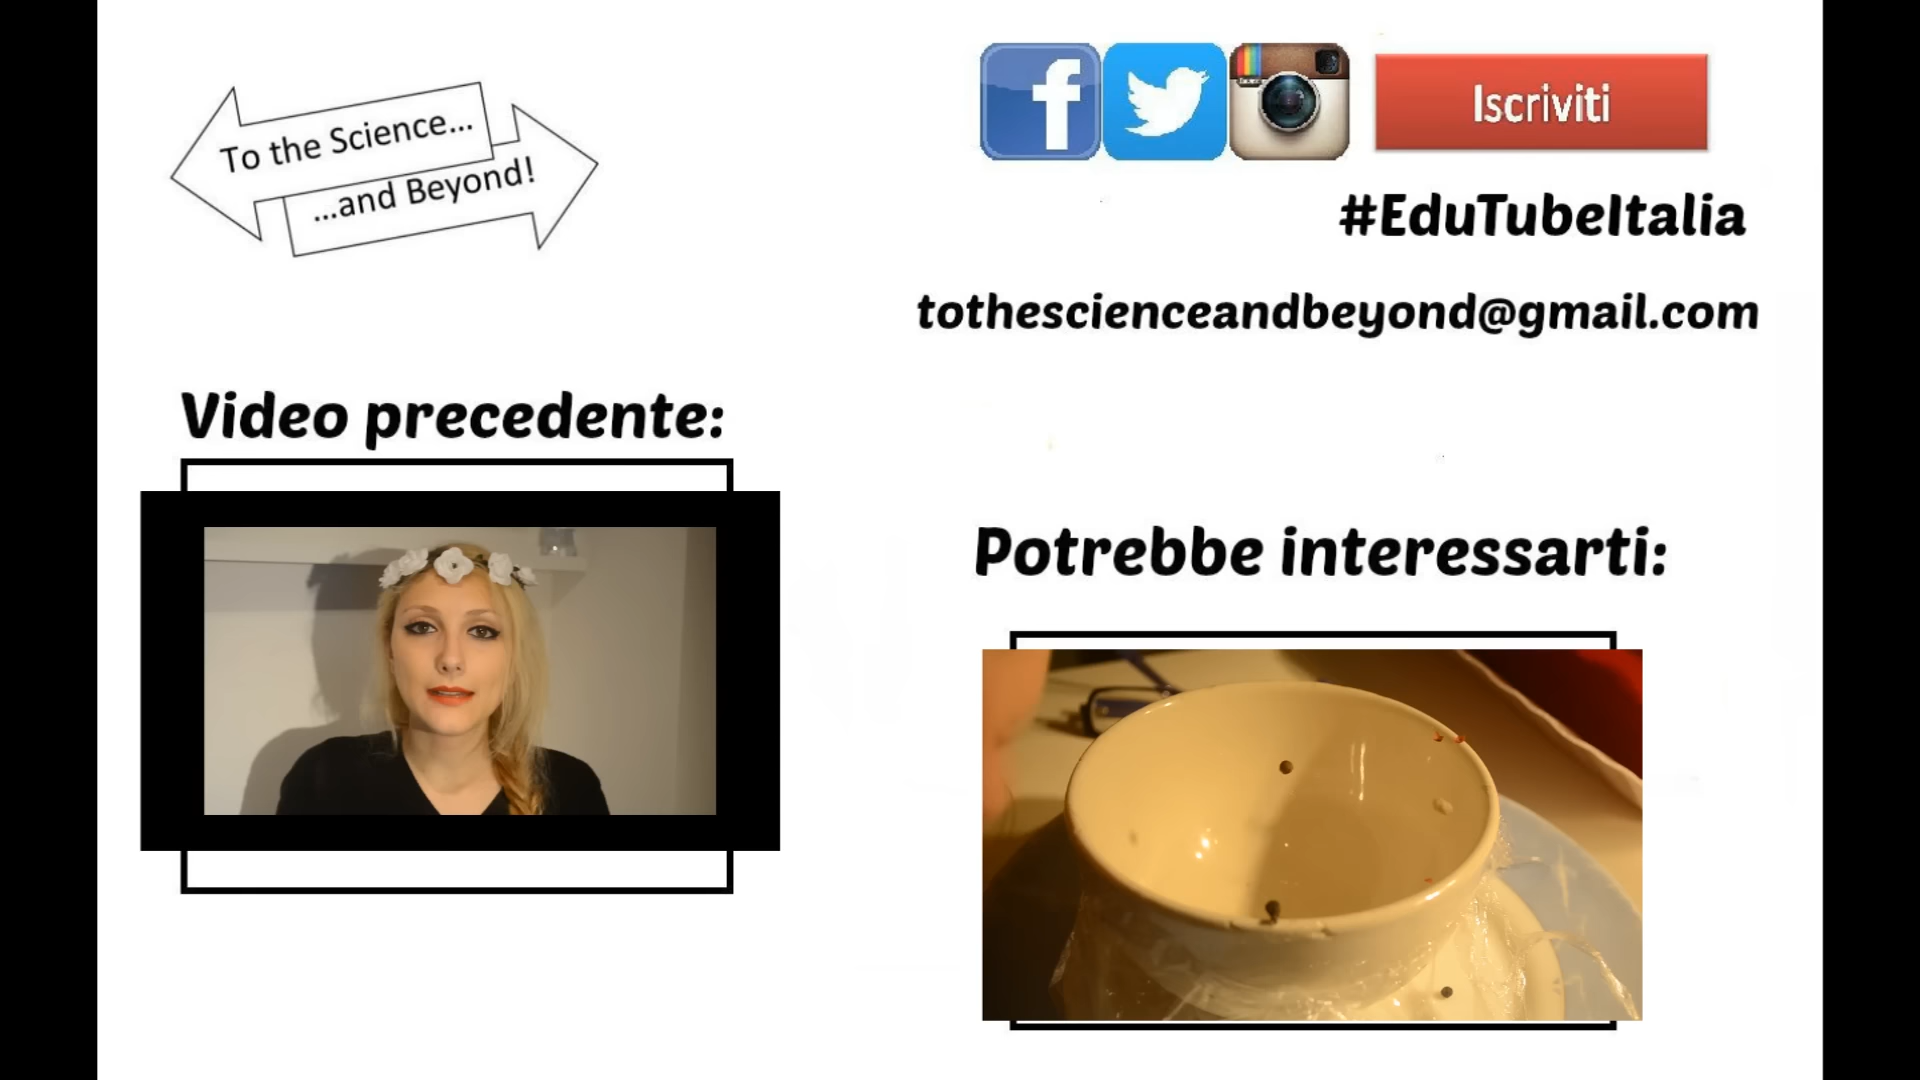 To the Science...
...and Beyond!
Iscriviti
#EduTubeItalia
tothescienceandbeyond@gmail.com
Video precedente:
Potrebbe interessarti: